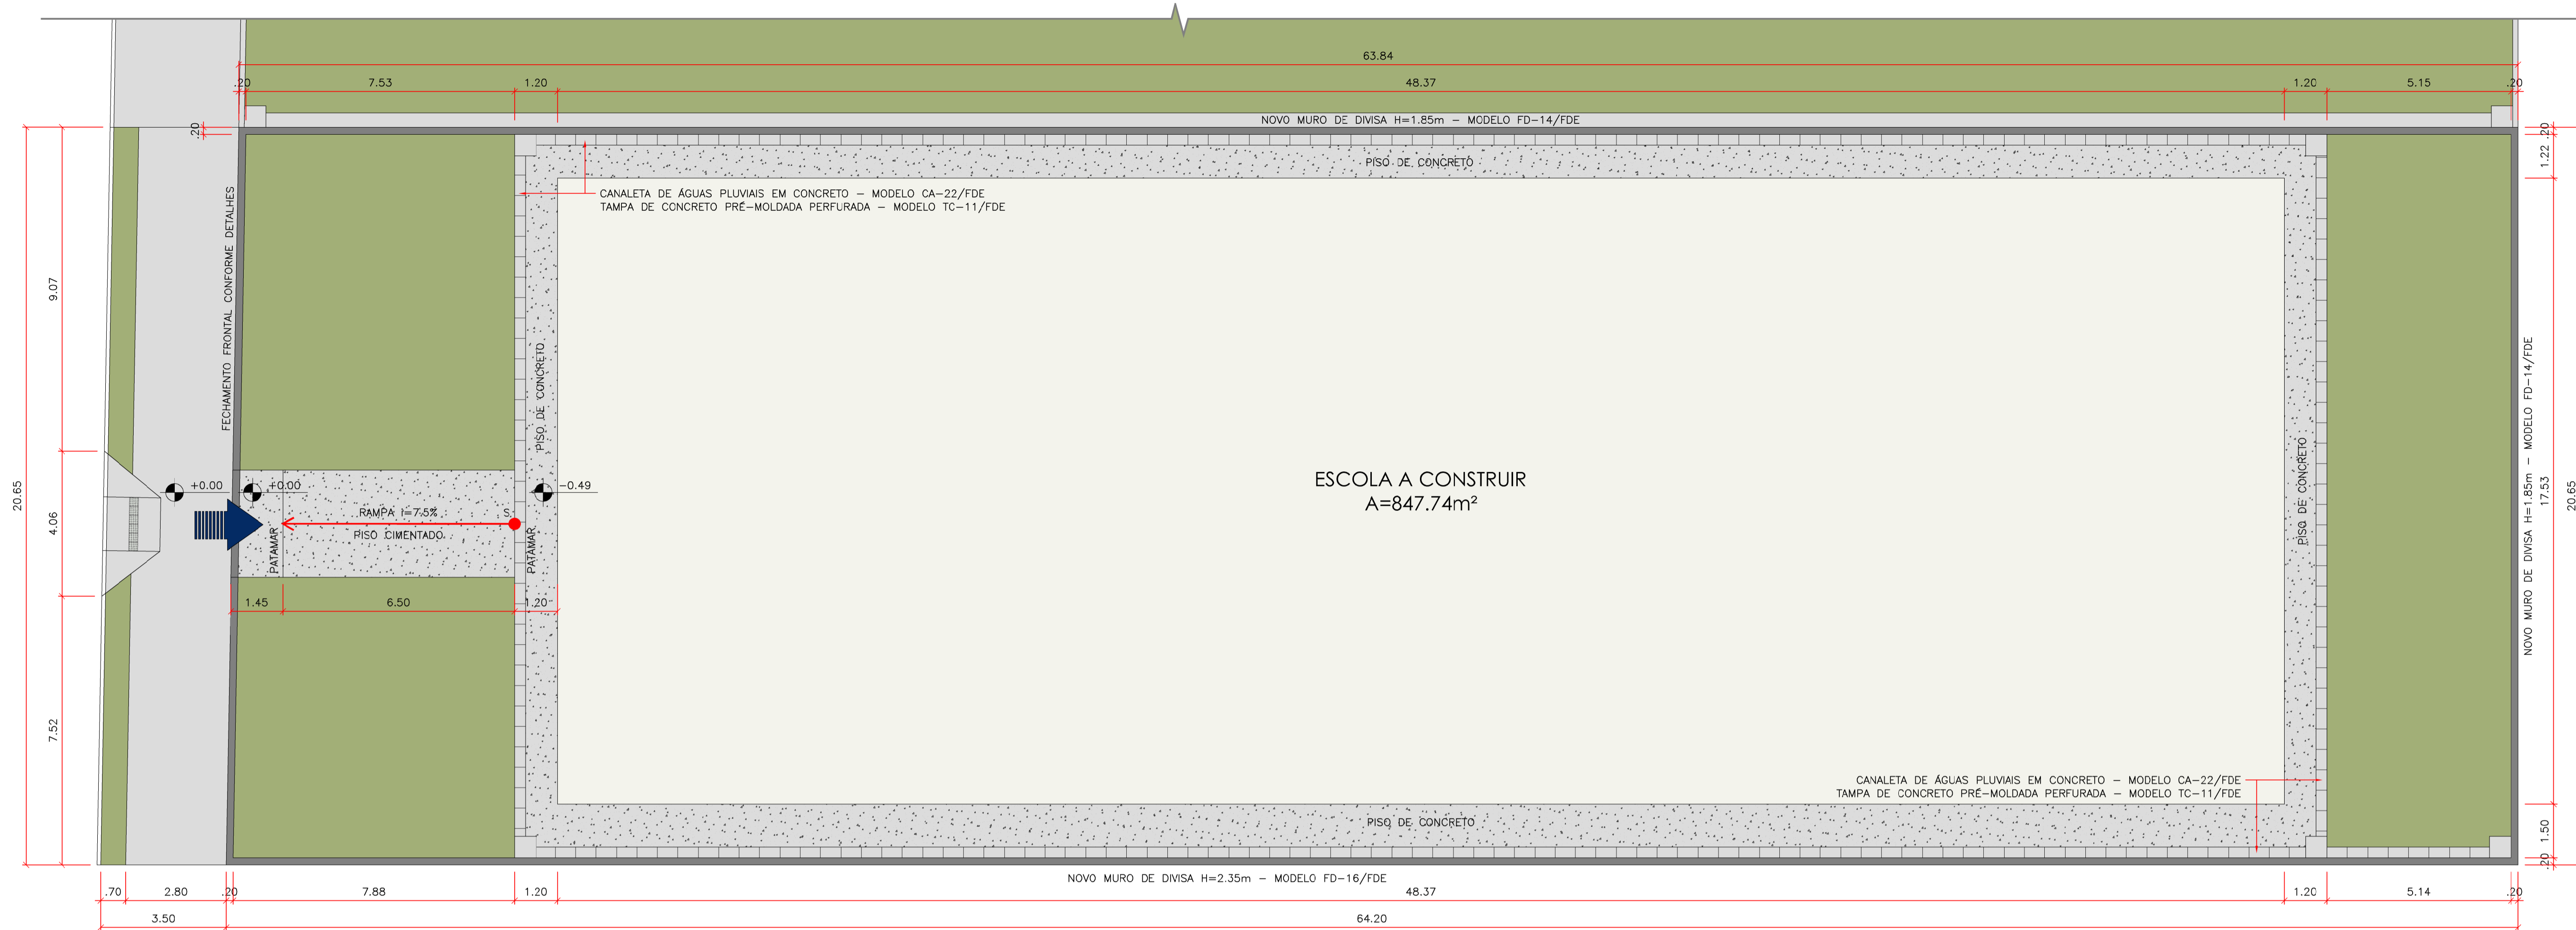 63.84
.20
7.53
1.20
48.37
1.20
5.15
.20
NOVO MURO DE DIVISA H=1.85m – MODELO FD-14/FDE
.20
.20
1.22
PISO DE CONCRETO
CANALETA DE ÁGUAS PLUVIAIS EM CONCRETO – MODELO CA-22/FDE
TAMPA DE CONCRETO PRÉ-MOLDADA PERFURADA – MODELO TC-11/FDE
FECHAMENTO FRONTAL CONFORME DETALHES
9.07
20.65
4.06
7.52
PISO DE CONCRETO
+0.00
+0.00
-0.49
RAMPA i=7.5%
S
PISO CIMENTADO
PATAMAR
PATAMAR
1.45
6.50
1.20
ESCOLA A CONSTRUIR
A=847.74m²
PISO DE CONCRETO
NOVO MURO DE DIVISA H=1.85m – MODELO FD-14/FDE
17.53
20.65
CANALETA DE ÁGUAS PLUVIAIS EM CONCRETO – MODELO CA-22/FDE
TAMPA DE CONCRETO PRÉ-MOLDADA PERFURADA – MODELO TC-11/FDE
PISO DE CONCRETO
1.50
.20
NOVO MURO DE DIVISA H=2.35m – MODELO FD-16/FDE
.70
2.80
.20
7.88
1.20
48.37
1.20
5.14
.20
3.50
64.20